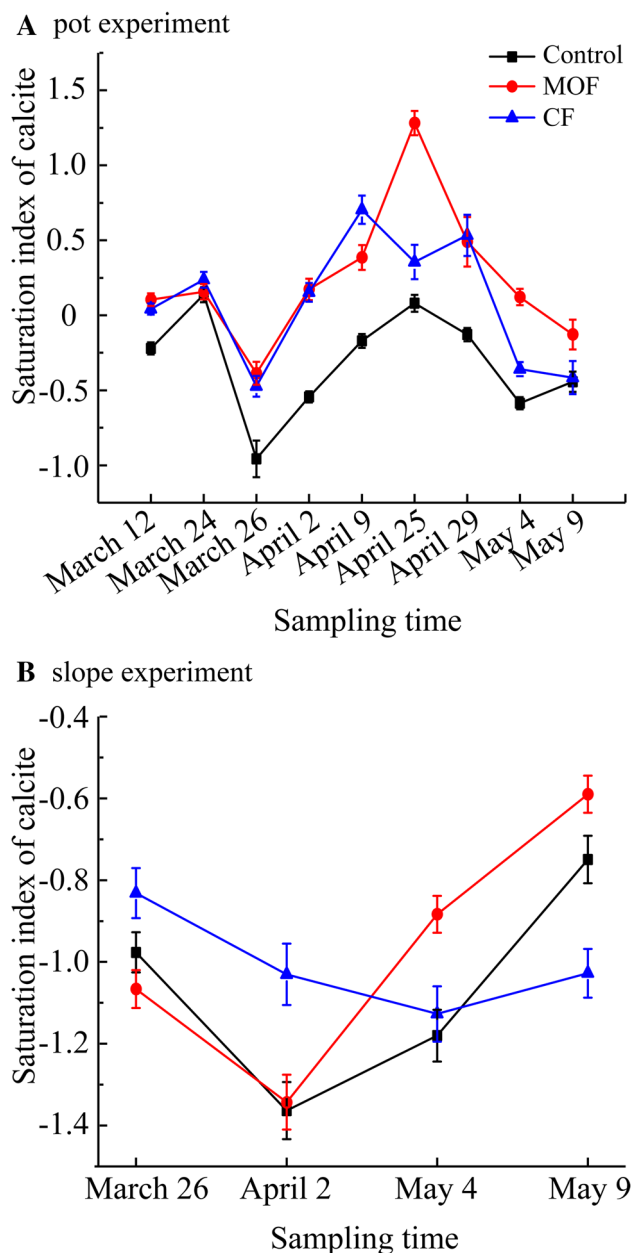 A pot experiment
Control
MOF
CF
Saturation index of calcite
1.5
1.0
0.5
0
-0.5
-1.0
March 12
March 24
March 26
April 2
April 9
April 25
April 29
May 4
May 9
Sampling time
B slope experiment
Saturation index of calcite
-0.4
-0.6
-0.8
-1.0
-1.2
-1.4
March 26
April 2
May 4
May 9
Sampling time